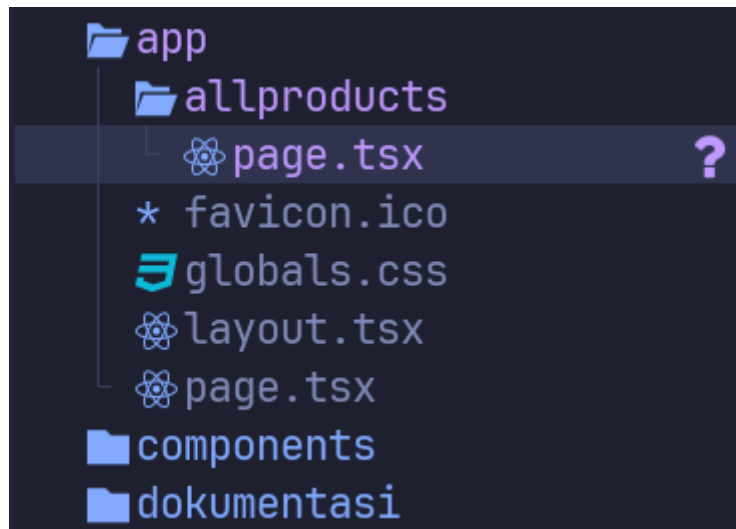 app
allproducts
page.tsx ?
* favicon.ico
globals.css
layout.tsx
page.tsx
components
dokumentasi